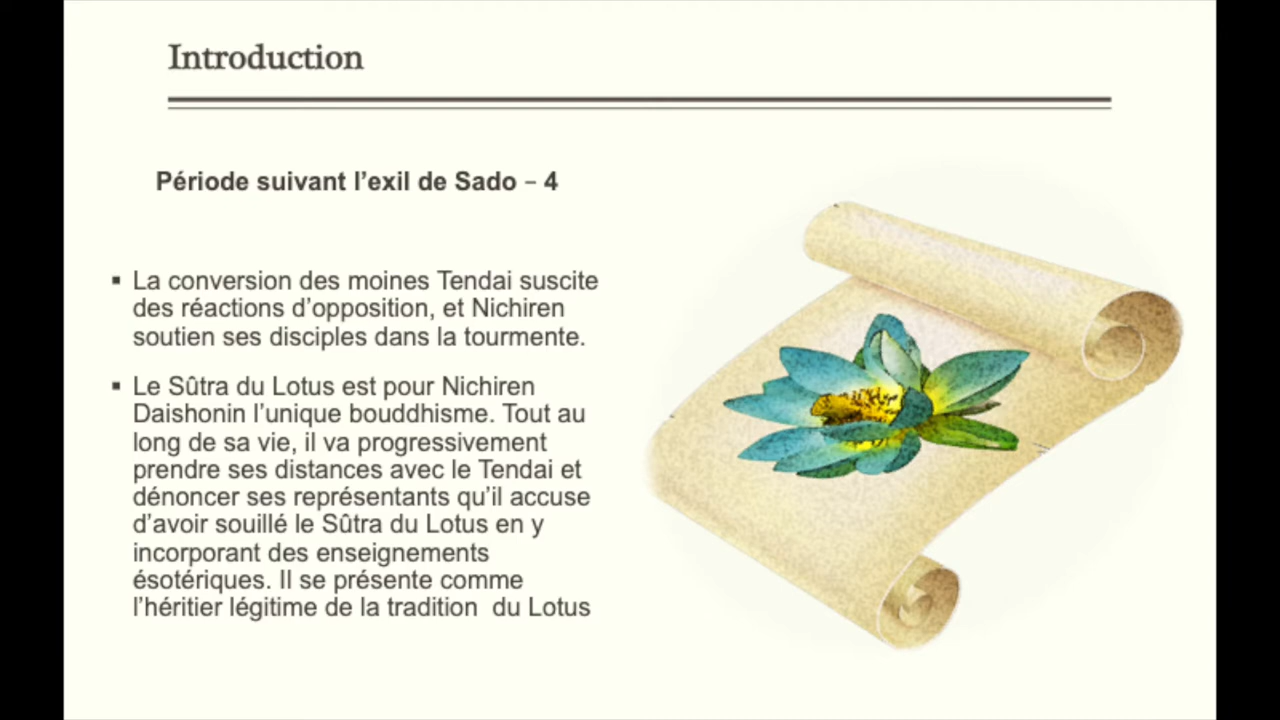 Introduction
Période suivant l’exil de Sado – 4
▪ La conversion des moines Tendai suscite
des réactions d’opposition, et Nichiren
soutien ses disciples dans la tourmente.
▪ Le Sûtra du Lotus est pour Nichiren
Daishonin l’unique bouddhisme. Tout au
long de sa vie, il va progressivement
prendre ses distances avec le Tendai et
dénoncer ses représentants qu’il accuse
d’avoir souillé le Sûtra du Lotus en y
incorporant des enseignements
ésotériques. Il se présente comme
l’héritier légitime de la tradition  du Lotus